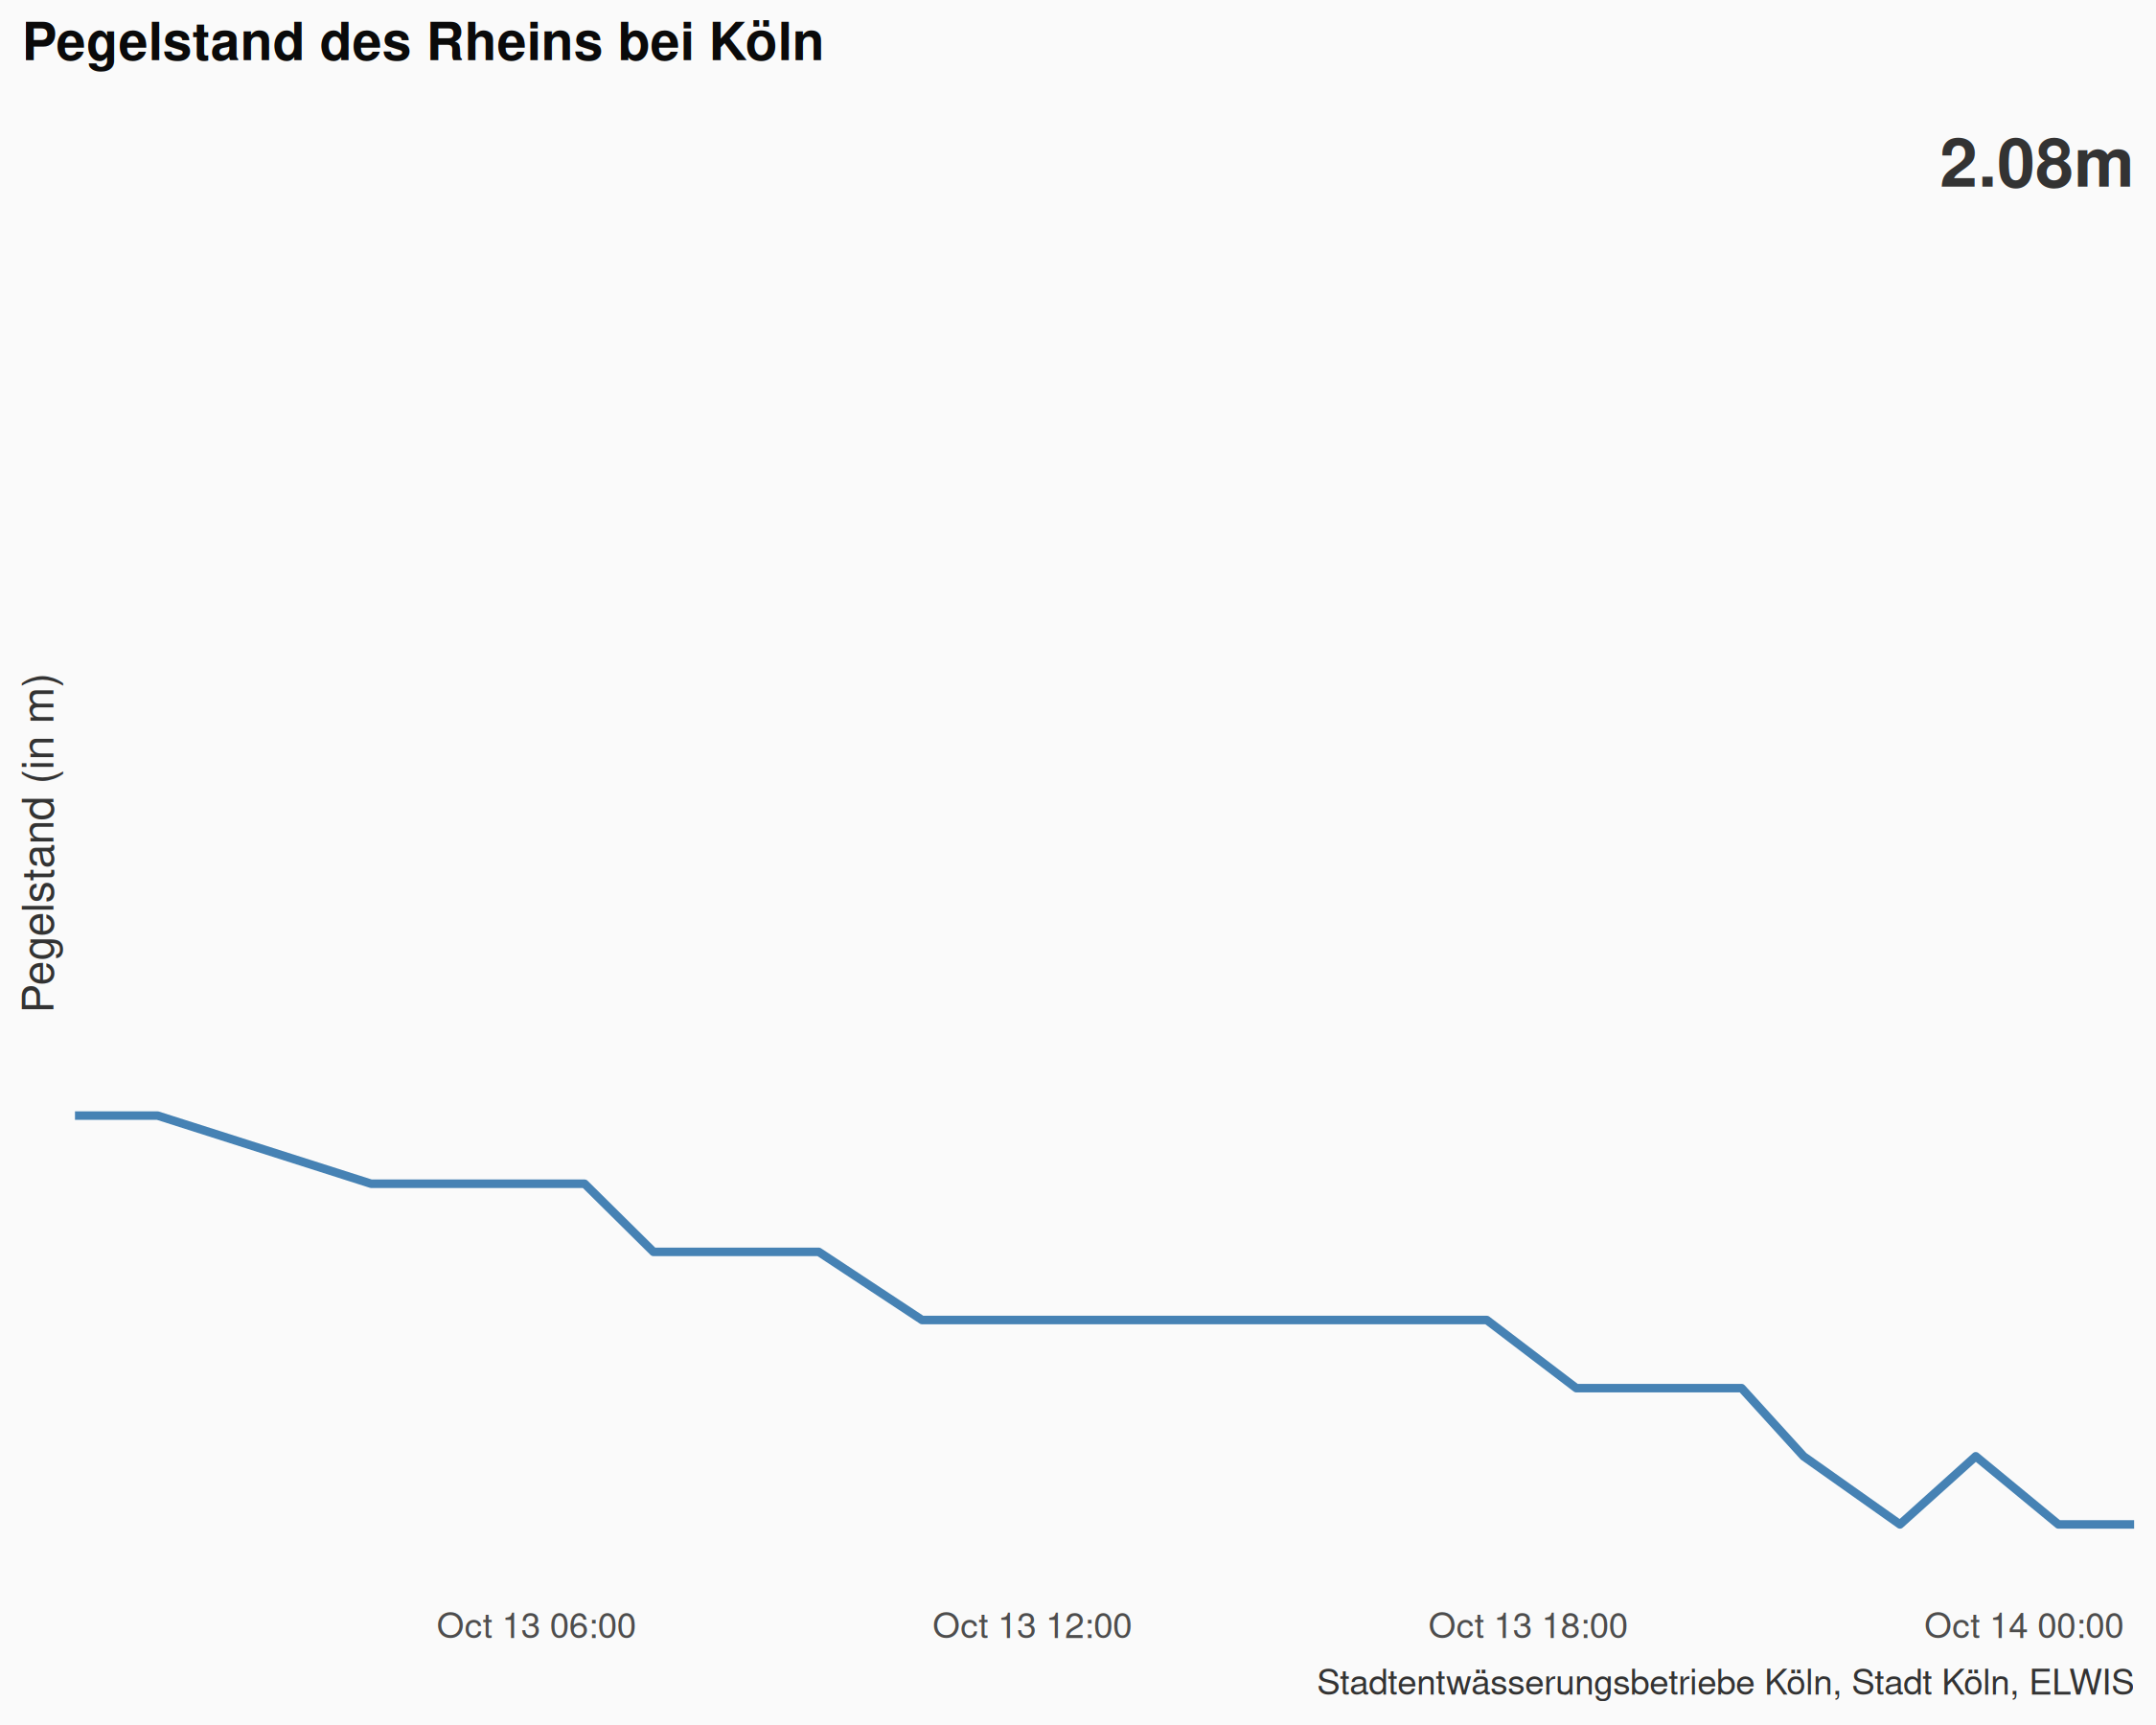 Pegelstand des Rheins bei Köln
2.08m
Pegelstand (in m)
Oct 13 06:00 Oct 13 12:00 Oct 13 18:00 Oct 14 00:00
Stadtentwässerungsbetriebe Köln, Stadt Köln, ELWIS